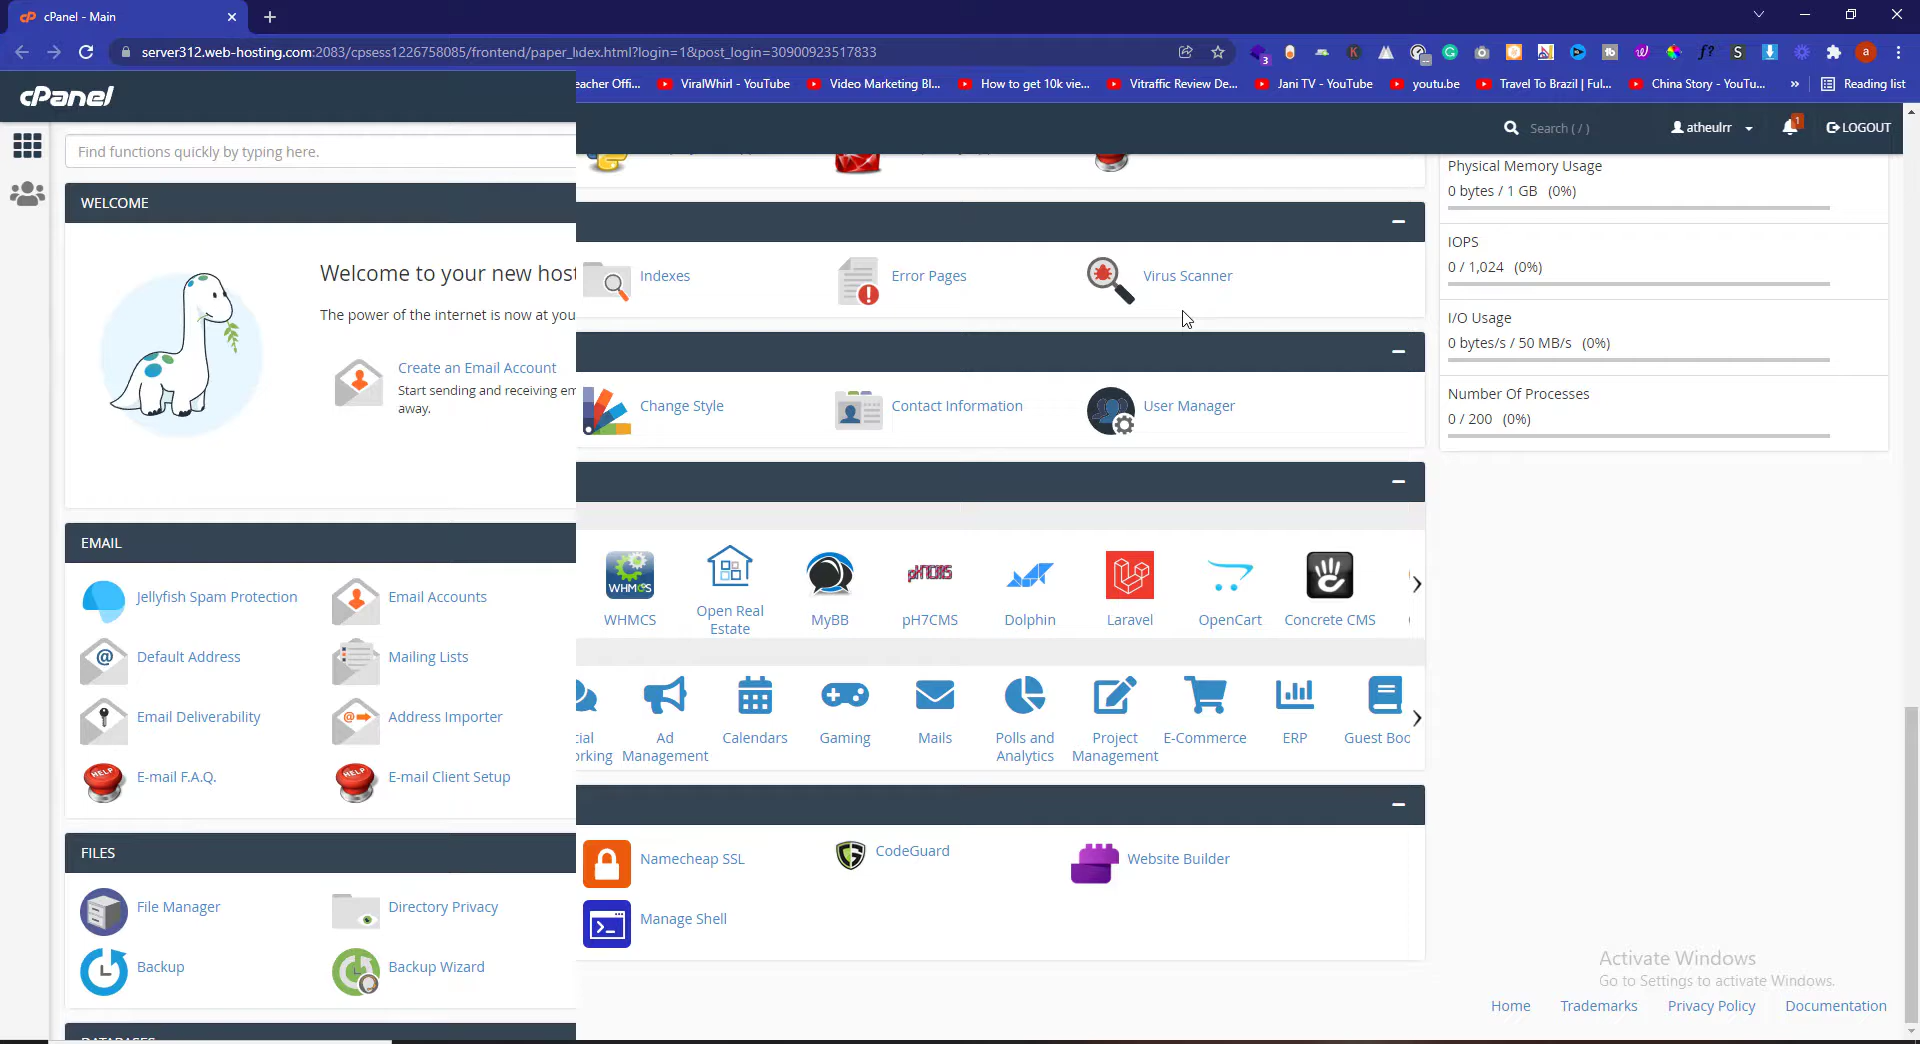 cPanel - Main
server312.web-hosting.com:2083/cpsess1226758085/frontend/paper_lidex.html?login=1&post_login=30900923517833
eacher Offi...
ViralWhirl - YouTube
Video Marketing Bl...
How to get 10k vie...
Vitraffic Review De...
Jani TV - YouTube
youtu.be
Travel To Brazil | Ful...
China Story - YouTu...
»
Reading list
cPanel
Search ( / )
atheulrr
1
LOGOUT
Find functions quickly by typing here.
WELCOME
Welcome to your new host
The power of the internet is now at you
Create an Email Account
Start sending and receiving em
away.
EMAIL
Jellyfish Spam Protection
Email Accounts
Default Address
Mailing Lists
Email Deliverability
Address Importer
E-mail F.A.Q.
E-mail Client Setup
FILES
File Manager
Directory Privacy
Backup
Backup Wizard
DATABASES
Indexes
Error Pages
Virus Scanner
Change Style
Contact Information
User Manager
WHMCS
Open Real
Estate
MyBB
pH7CMS
Dolphin
Laravel
OpenCart
Concrete CMS
cial
orking
Ad
Management
Calendars
Gaming
Mails
Polls and
Analytics
Project
Management
E-Commerce
ERP
Guest Boo
Namecheap SSL
CodeGuard
Website Builder
Manage Shell
Physical Memory Usage
0 bytes / 1 GB (0%)
IOPS
0 / 1,024 (0%)
I/O Usage
0 bytes/s / 50 MB/s (0%)
Number Of Processes
0 / 200 (0%)
Activate Windows
Go to Settings to activate Windows.
Home
Trademarks
Privacy Policy
Documentation